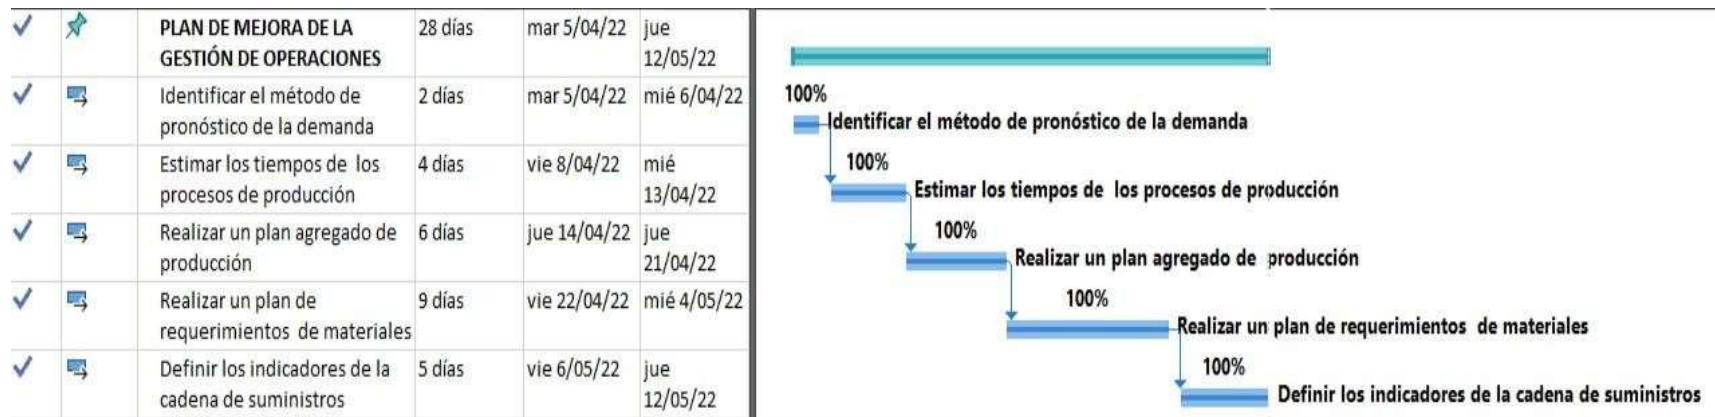 PLAN DE MEJORA DE LA 28 días mar 5/04/22 jue
GESTIÓN DE OPERACIONES 12/05/22
Identificar el método de 2 días mar 5/04/22 mié 6/04/22
pronóstico de la demanda
Estimar los tiempos de los 4 días vie 8/04/22 mié
procesos de producción 13/04/22
Realizar un plan agregado de 6 días jue 14/04/22 jue
producción 21/04/22
Realizar un plan de 9 días vie 22/04/22 mié 4/05/22
requerimientos de materiales
Definir los indicadores de la 5 días vie 6/05/22 jue
cadena de suministros 12/05/22
100%
Identificar el método de pronóstico de la demanda
100%
Estimar los tiempos de los procesos de producción
100%
Realizar un plan agregado de producción
100%
Realizar un plan de requerimientos de materiales
100%
Definir los indicadores de la cadena de suministros